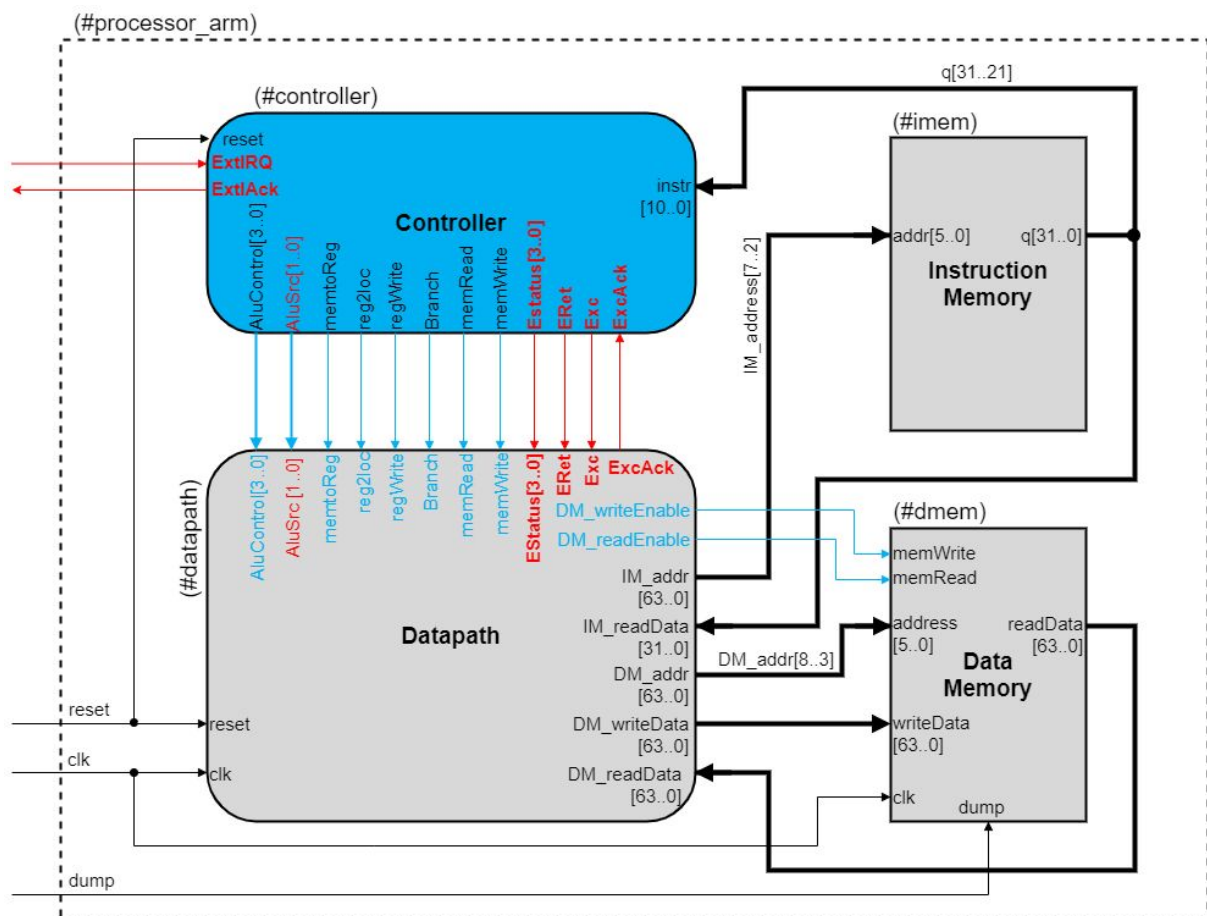 (#processor_arm)
q[31..21]
(#controller)
(#imem)
reset
ExtIRQ
ExtIAck
instr
[10..0]
Controller
AluControl[3..0]
AluSrc[1..0]
memtoReg
reg2loc
regWrite
Branch
memRead
memWrite
Estatus[3..0]
ERet
Exc
ExcAck
IM_address[7..2]
addr[5..0]
q[31..0]
Instruction
Memory
(#datapath)
AluControl[3..0]
AluSrc [1..0]
memtoReg
reg2loc
regWrite
Branch
memRead
memWrite
EStatus[3..0]
ERet
Exc
ExcAck
DM_writeEnable
DM_readEnable
IM_addr
[63..0]
Datapath
IM_readData
[31..0]
DM_addr
[63..0]
DM_writeData
[63..0]
DM_readData
[63..0]
DM_addr[8..3]
(#dmem)
memWrite
memRead
address
[5..0]
readData
[63..0]
Data
Memory
writeData
[63..0]
clk
dump
reset
reset
clk
clk
dump